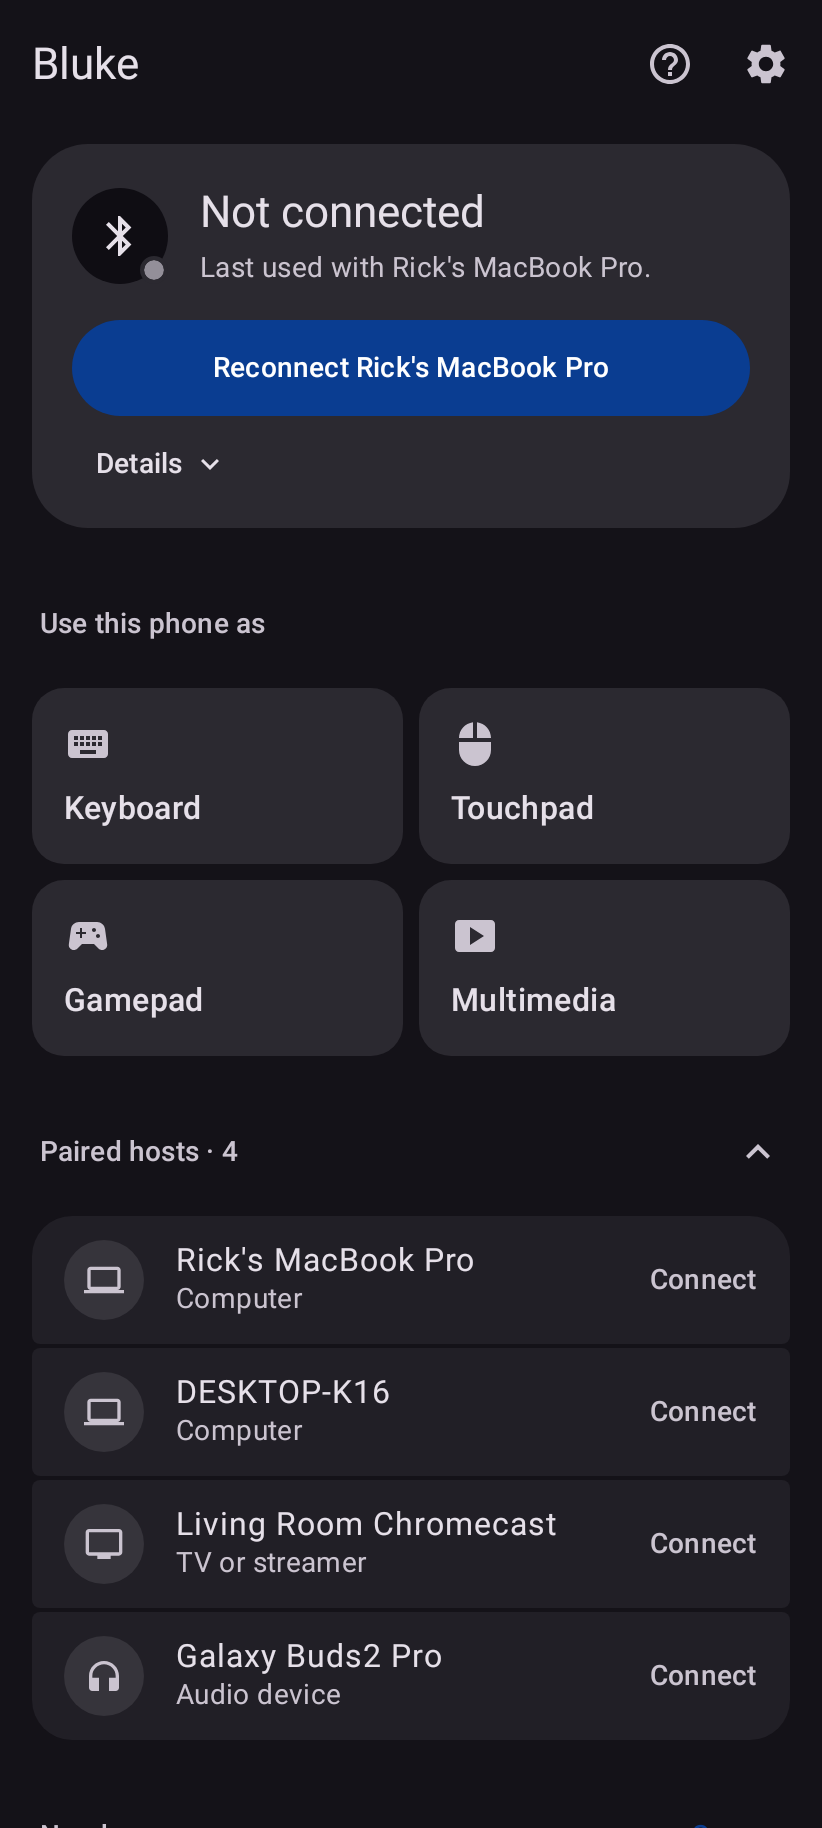 Bluke
Not connected
Last used with Rick's MacBook Pro.
Reconnect Rick's MacBook Pro
Details
Use this phone as
Keyboard
Touchpad
Gamepad
Multimedia
Paired hosts · 4
Rick's MacBook Pro
Computer
Connect
DESKTOP-K16
Computer
Connect
Living Room Chromecast
TV or streamer
Connect
Galaxy Buds2 Pro
Audio device
Connect